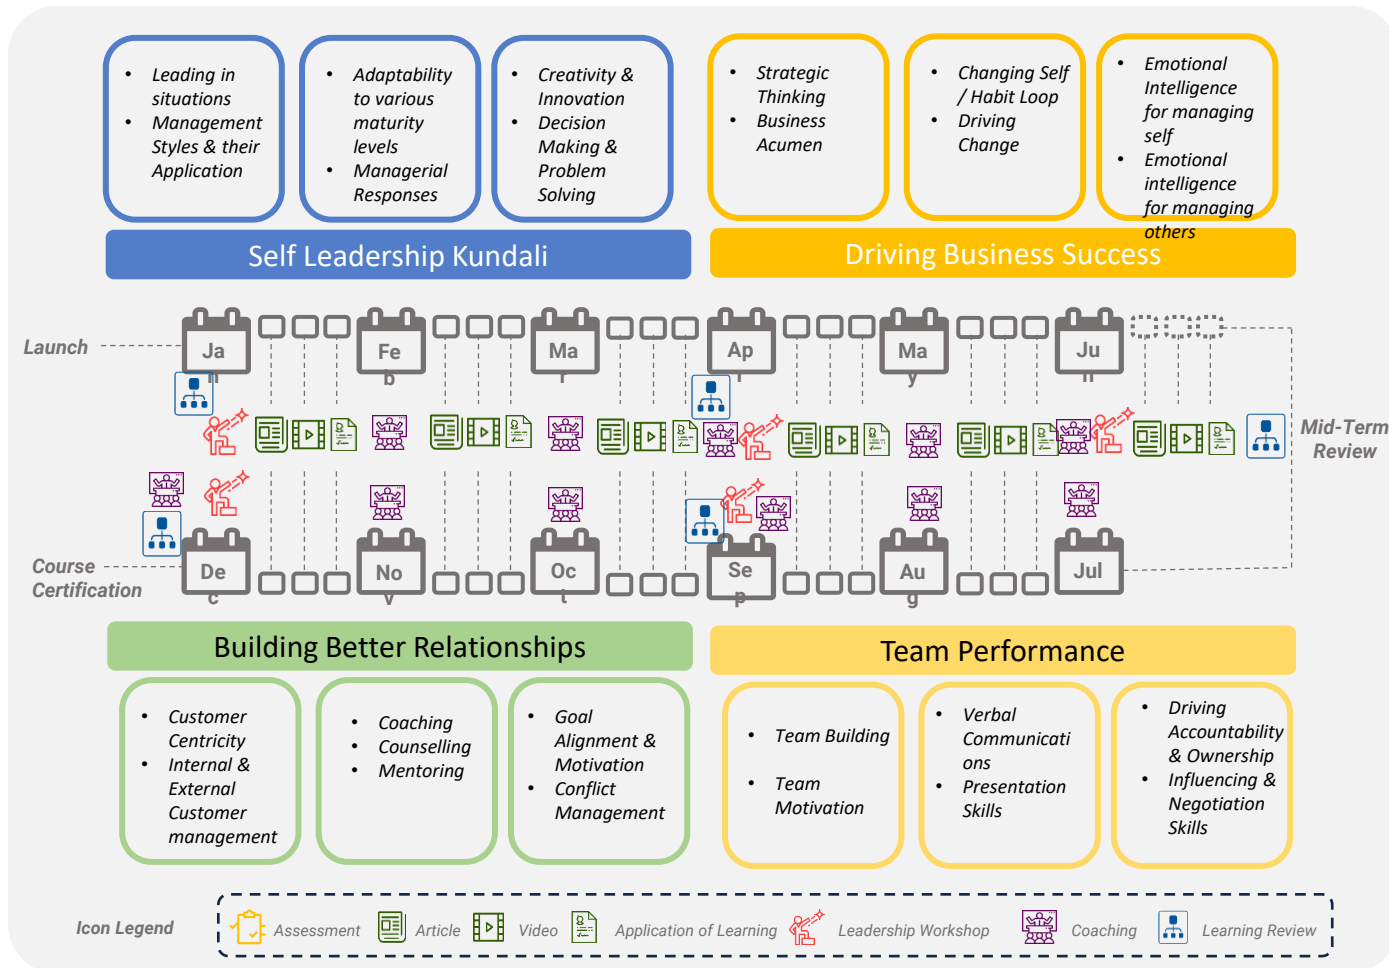 • Leading in
situations
• Management
Styles & their
Application
• Adaptability
to various
maturity
levels
• Managerial
Responses
• Creativity &
Innovation
• Decision
Making &
Problem
Solving
• Strategic
Thinking
• Business
Acumen
• Changing Self
/ Habit Loop
• Driving
Change
• Emotional
Intelligence
for managing
self
• Emotional
intelligence
for managing
others
Self Leadership Kundali
Driving Business Success
Launch
Ja
n
Fe
b
Ma
r
Ap
r
Ma
y
Ju
n
Mid-Term
Review
Course
Certification
De
c
No
v
Oc
t
Se
p
Au
g
Jul
Building Better Relationships
Team Performance
• Customer
Centricity
• Internal &
External
Customer
management
• Coaching
• Counselling
• Mentoring
• Goal
Alignment &
Motivation
• Conflict
Management
• Team Building
• Team
Motivation
• Verbal
Communicati
ons
• Presentation
Skills
• Driving
Accountability
& Ownership
• Influencing &
Negotiation
Skills
Icon Legend
Assessment
Article
Video
Application of Learning
Leadership Workshop
Coaching
Learning Review